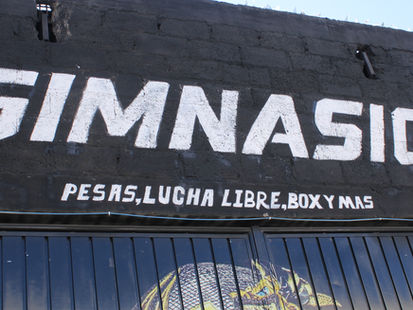 GIMNASIO
PESAS,LUCHA LIBRE,BOX Y MAS